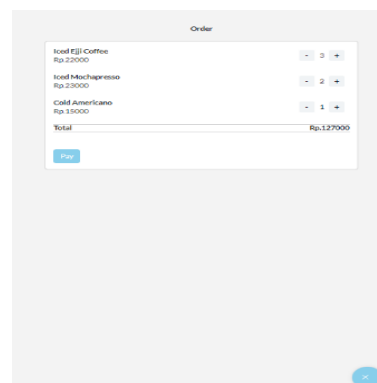 Order
Iced Ejji Coffee
Rp.22000
- 3 +
Iced Mochapresso
Rp.23000
- 2 +
Cold Americano
Rp.15000
- 1 +
Total Rp.127000
Pay
×